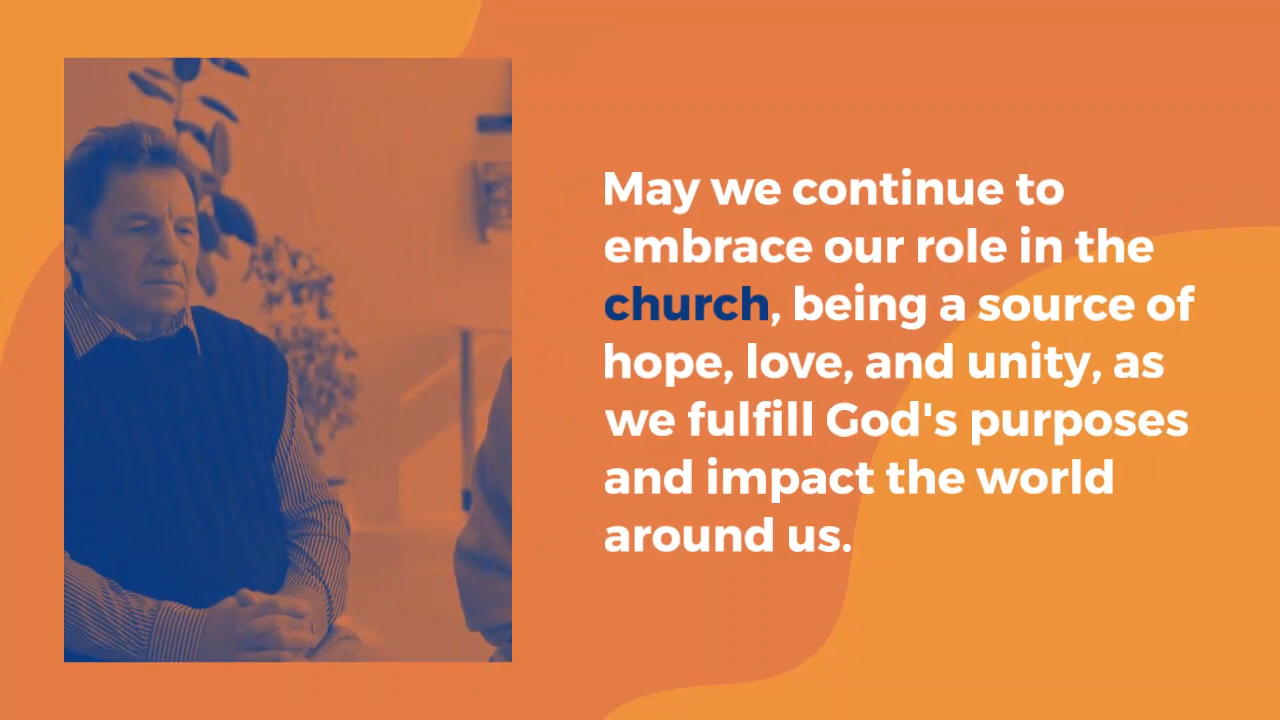 May we continue to
embrace our role in the
church, being a source of
hope, love, and unity, as
we fulfill God's purposes
and impact the world
around us.